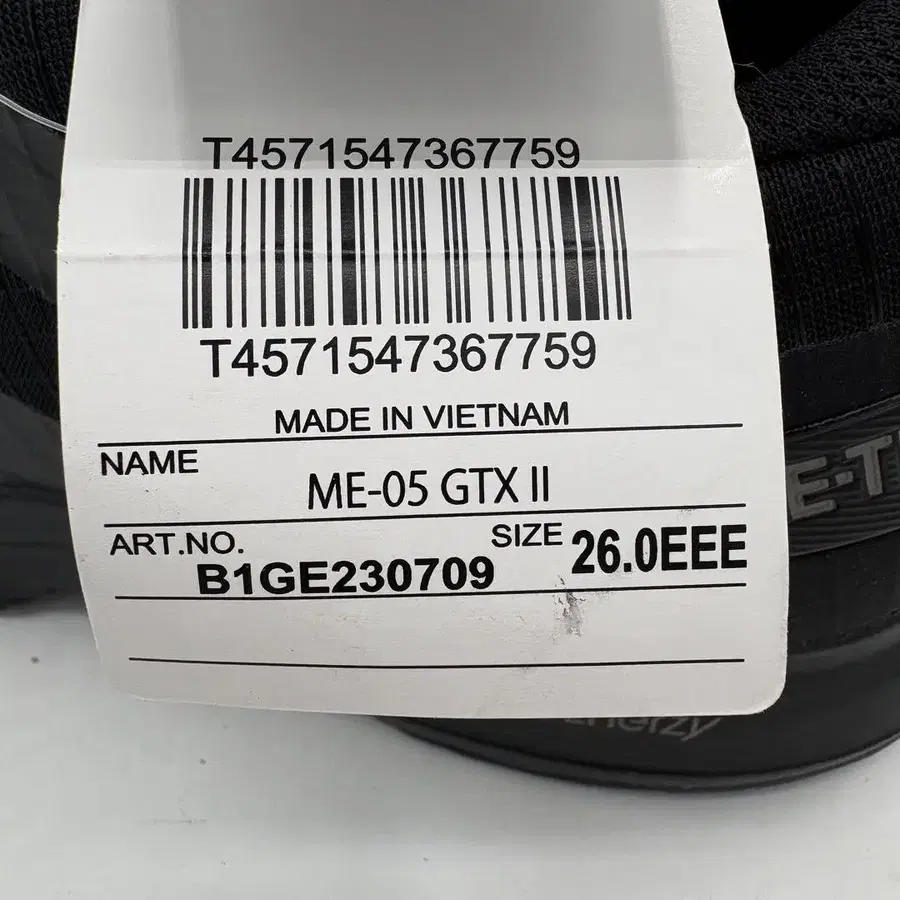 T4571547367759
T4571547367759
MADE IN VIETNAM
NAME
ME-05 GTX II
ART.NO.
B1GE230709
SIZE 26.0EEE
E-T